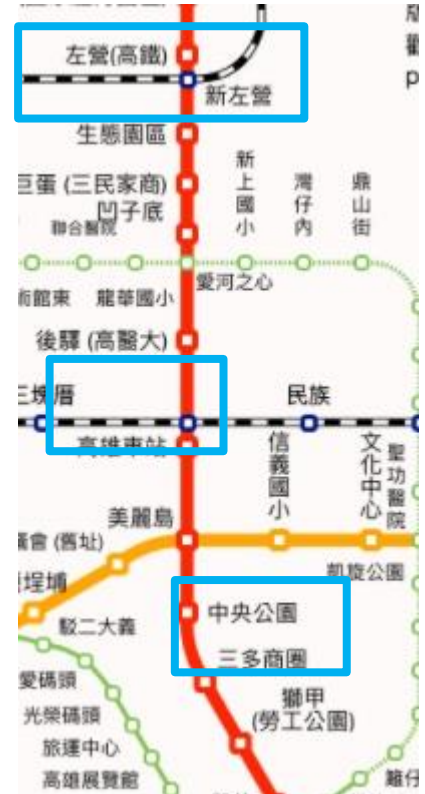 左營(高鐵)
新左營
生態園區
巨蛋 (三民家商)
凹子底
聯合醫院
新上國小
灣仔內
鼎山街
愛河之心
術館東
龍華國小
後驛 (高醫大)
三塊厝
民族
高雄車站
信義國小
文化中心
聖功醫院
美麗島
會 (舊址)
凱旋公園
埕埔
中央公園
駁二大義
三多商圈
愛碼頭
獅甲
(勞工公園)
光榮碼頭
旅運中心
高雄展覽館
籬仔